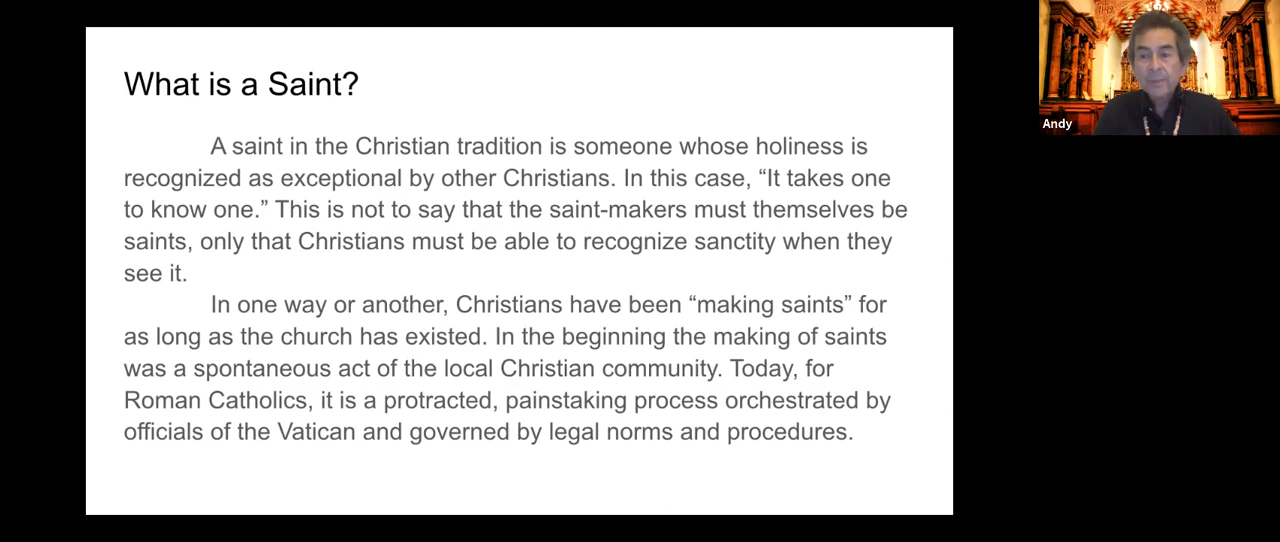 What is a Saint?
A saint in the Christian tradition is someone whose holiness is
recognized as exceptional by other Christians. In this case, “It takes one
to know one.” This is not to say that the saint-makers must themselves be
saints, only that Christians must be able to recognize sanctity when they
see it.
In one way or another, Christians have been “making saints” for
as long as the church has existed. In the beginning the making of saints
was a spontaneous act of the local Christian community. Today, for
Roman Catholics, it is a protracted, painstaking process orchestrated by
officials of the Vatican and governed by legal norms and procedures.
Andy